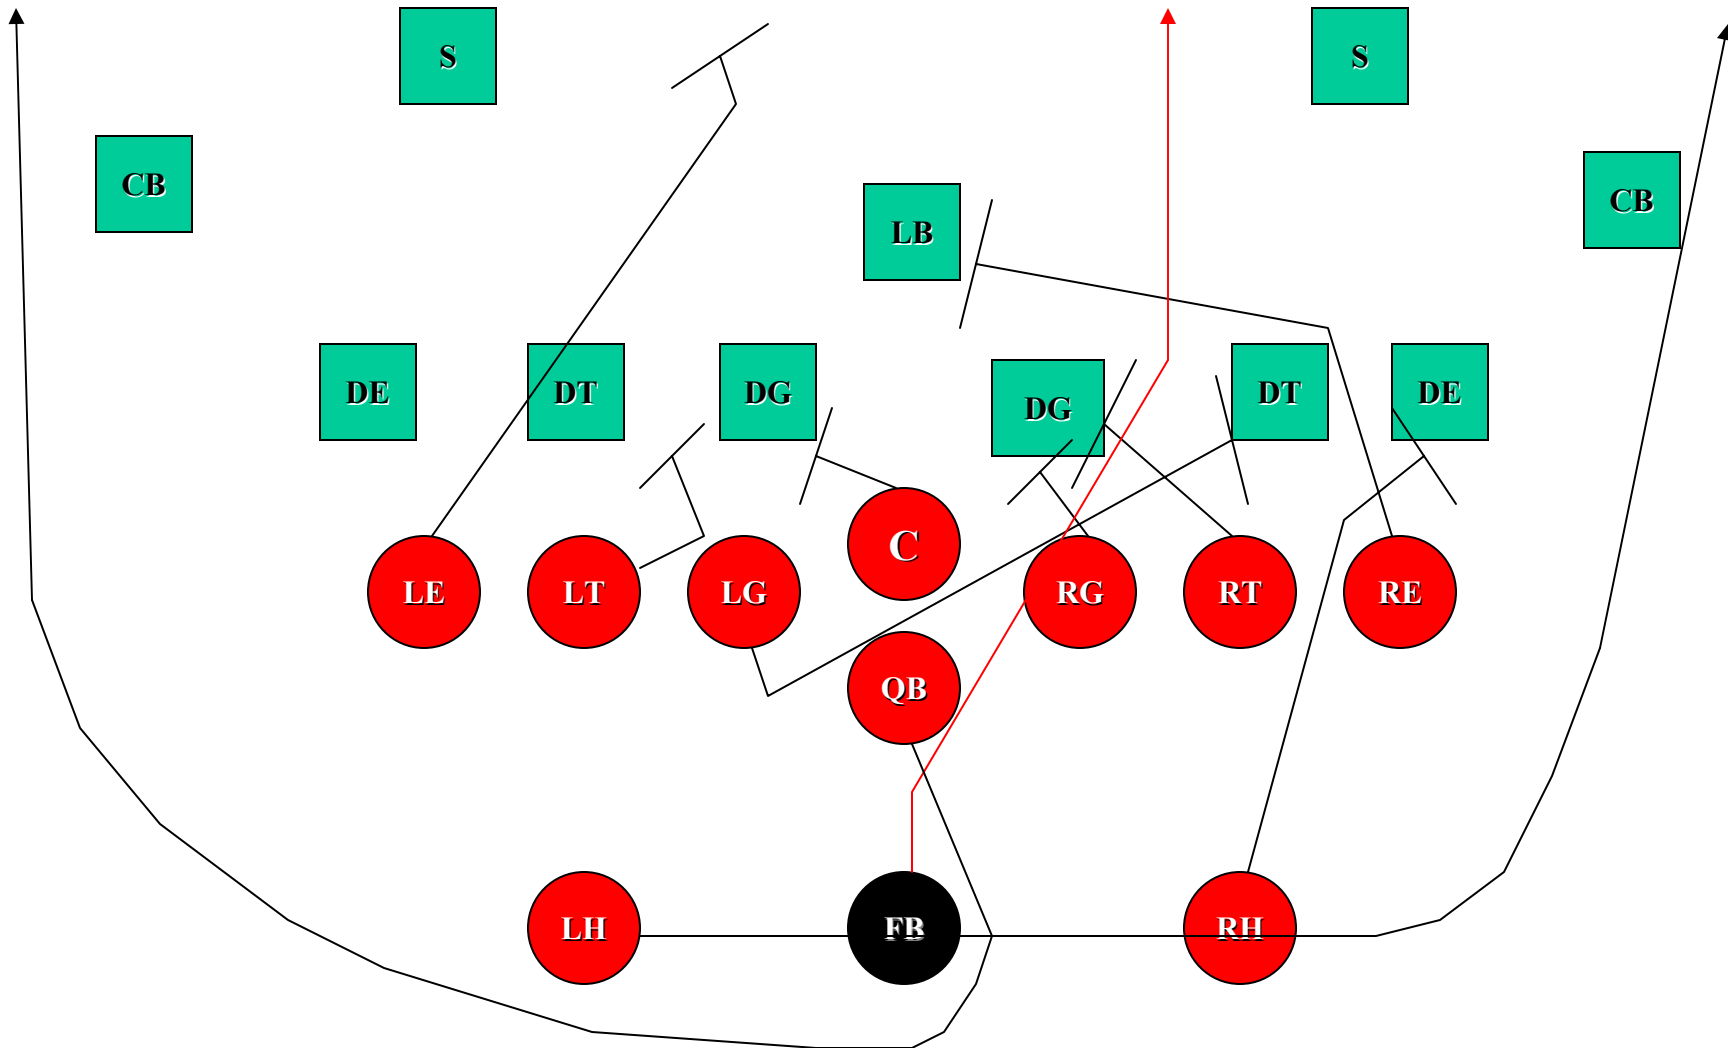 S
S
CB
CB
LB
DE
DT
DG
DG
DT
DE
C
LE
LT
LG
RG
RT
RE
QB
LH
FB
RH